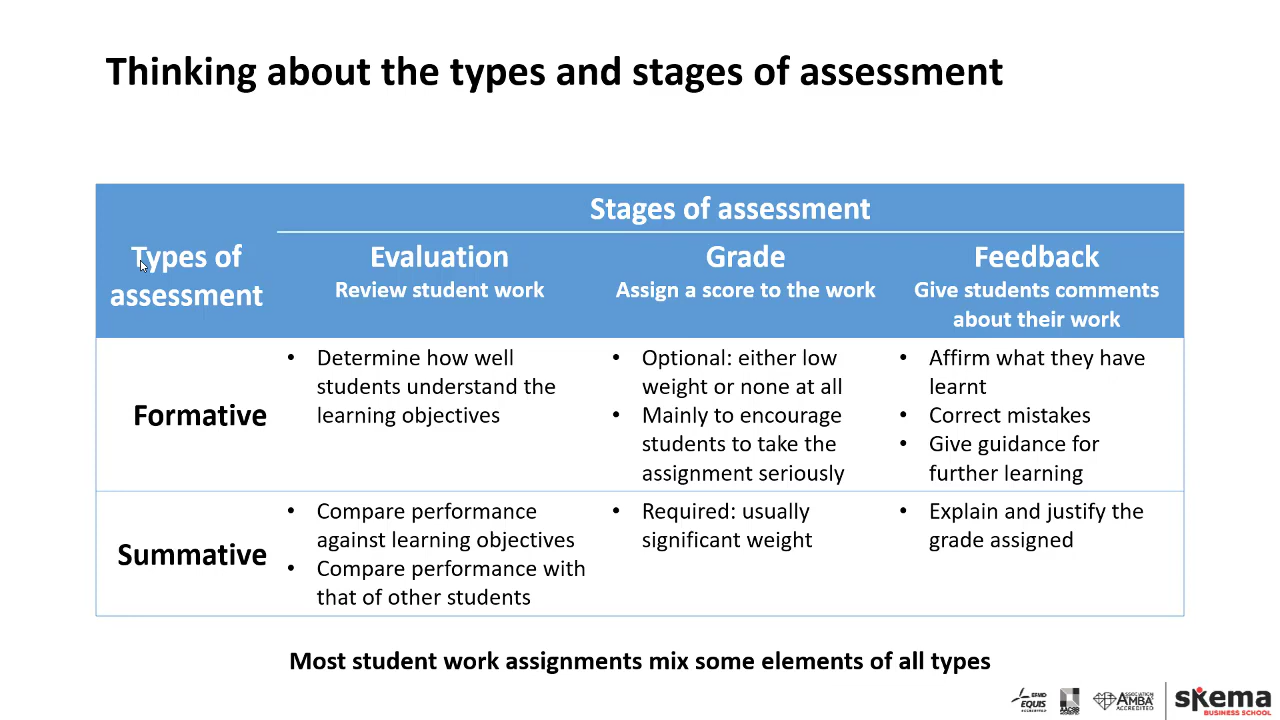 Thinking about the types and stages of assessment
Stages of assessment
Types of
assessment
Evaluation
Review student work
Grade
Assign a score to the work
Feedback
Give students comments
about their work
Formative
• Determine how well
students understand the
learning objectives
• Optional: either low
weight or none at all
• Mainly to encourage
students to take the
assignment seriously
• Affirm what they have
learnt
• Correct mistakes
• Give guidance for
further learning
Summative
• Compare performance
against learning objectives
• Compare performance with
that of other students
• Required: usually
significant weight
• Explain and justify the
grade assigned
Most student work assignments mix some elements of all types
EFMD
EQUIS
AACSB
ASSOCIATION
AMBA
ACCREDITED
skema
BUSINESS SCHOOL